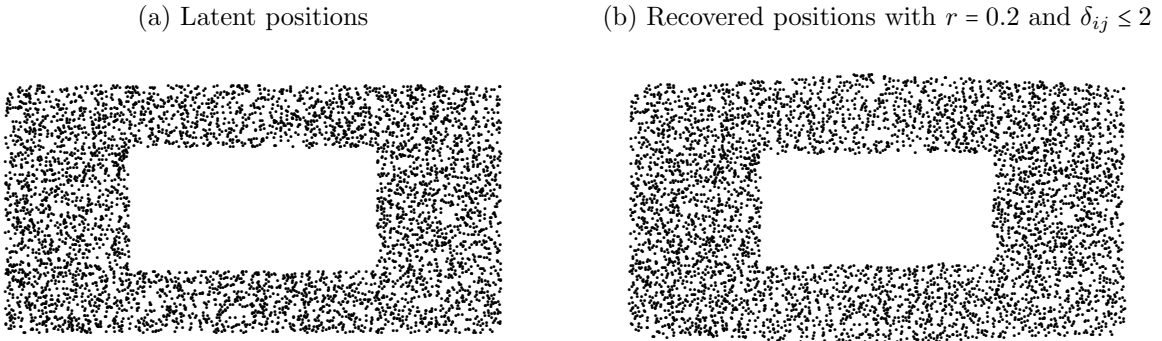 (a) Latent positions
(b) Recovered positions with r = 0.2 and δij ≤ 2